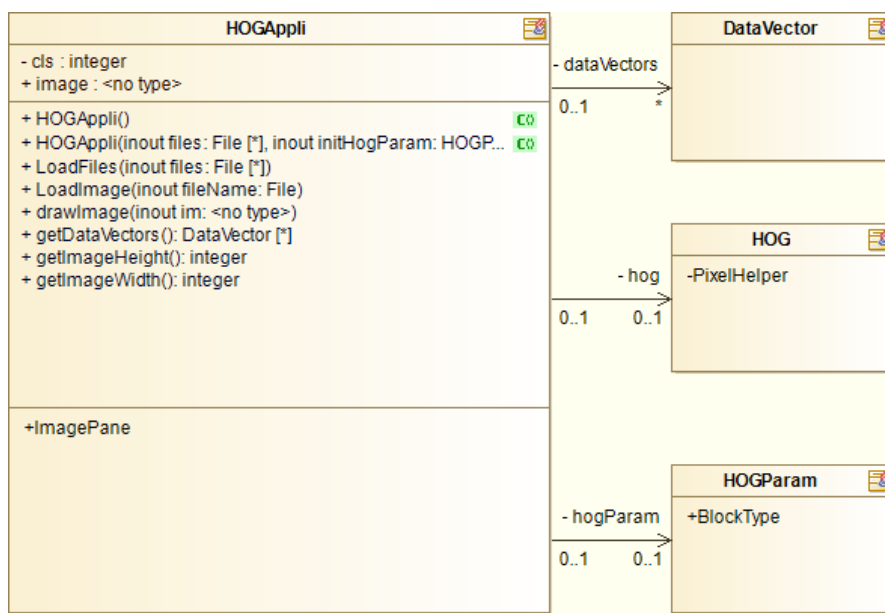 HOGAppli
- cls : integer
+ image : <no type>
+ HOGAppli()
+ HOGAppli(inout files: File [*], inout initHogParam: HOGP...
+ LoadFiles(inout files: File [*])
+ LoadImage(inout fileName: File)
+ drawImage(inout im: <no type>)
+ getDataVectors(): DataVector [*]
+ getImageHeight(): integer
+ getImageWidth(): integer
+ImagePane
- dataVectors
0..1 *
DataVector
- hog
0..1 0..1
HOG
-PixelHelper
- hogParam
0..1 0..1
HOGParam
+BlockType